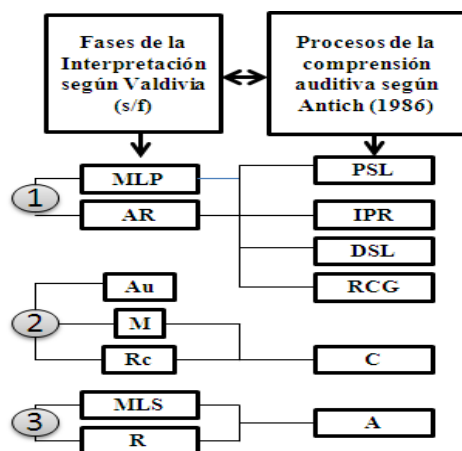 Fases de la
Interpretación
según Valdivia
(s/f)
Procesos de la
comprensión
auditiva según
Antich (1986)
1
MLP
AR
PSL
IPR
DSL
RCG
2
Au
M
Rc
C
3
MLS
R
A